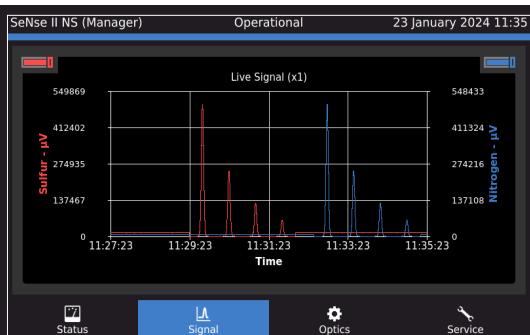 SeNse II NS (Manager) Operational 23 January 2024 11:35
Live Signal (x1)
549869 548433
412402 411324
274935 274216
137467 137108
0 0
Sulfur - µV
Nitrogen - µV
11:27:23 11:29:23 11:31:23 11:33:23 11:35:23
Time
Status Signal Optics Service